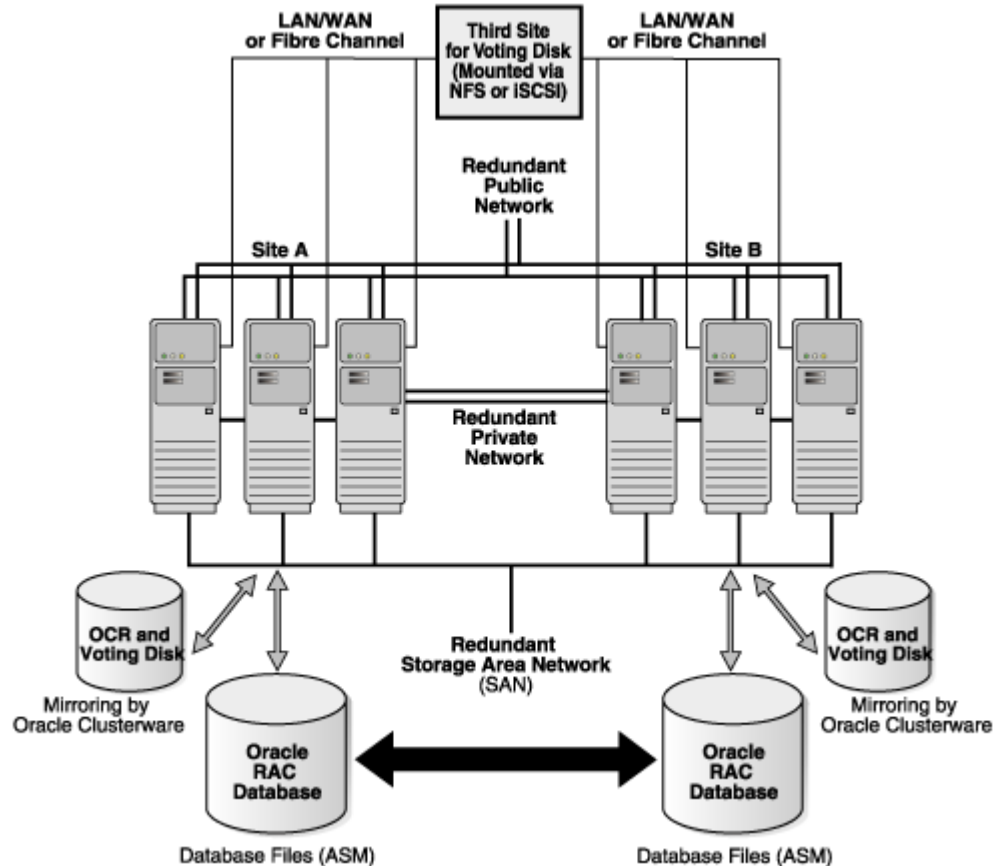 LAN/WAN
or Fibre Channel
Third Site
for Voting Disk
(Mounted via
NFS or iSCSI)
LAN/WAN
or Fibre Channel
Redundant
Public
Network
Site A
Site B
Redundant
Private
Network
OCR and
Voting Disk
Mirroring by
Oracle Clusterware
Redundant
Storage Area Network
(SAN)
OCR and
Voting Disk
Mirroring by
Oracle Clusterware
Oracle
RAC
Database
Oracle
RAC
Database
Database Files (ASM)
Database Files (ASM)